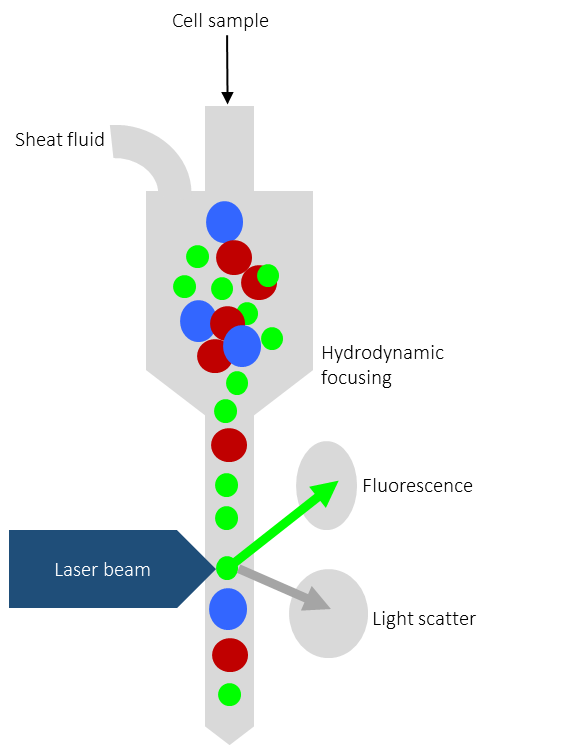 Cell sample
Sheat fluid
Hydrodynamic
focusing
Fluorescence
Laser beam
Light scatter